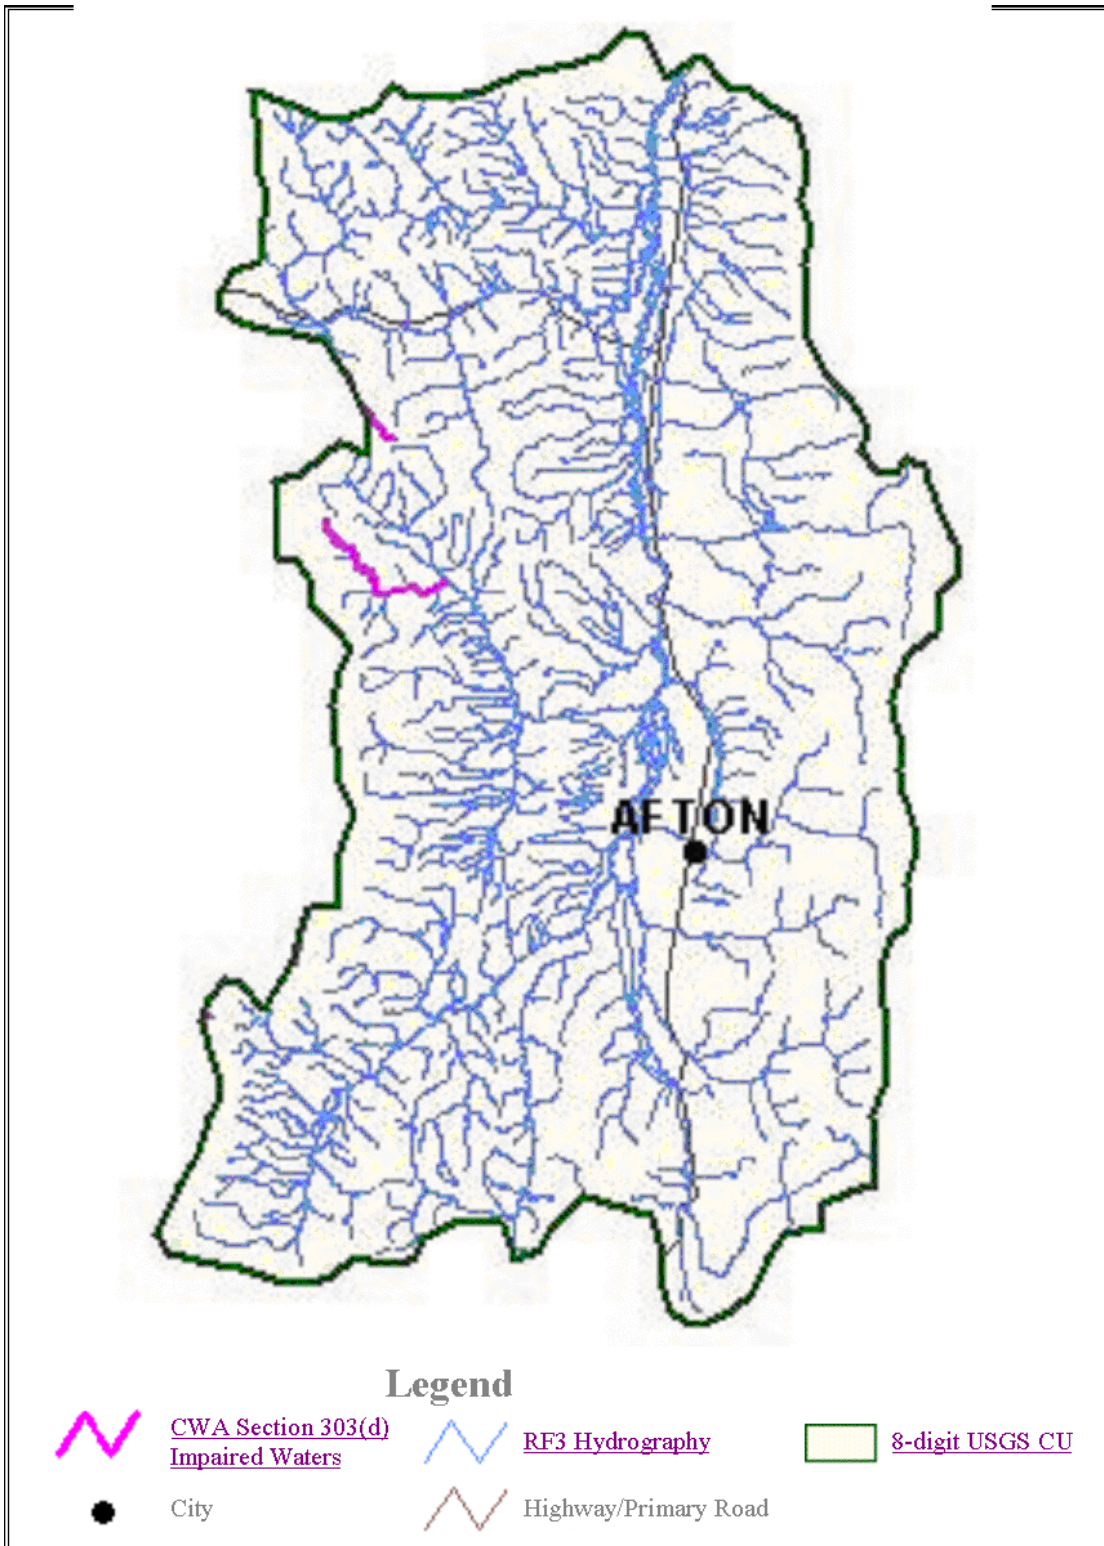 AFTON
Legend
CWA Section 303(d)
Impaired Waters
RF3 Hydrography
8-digit USGS CU
City
Highway/Primary Road